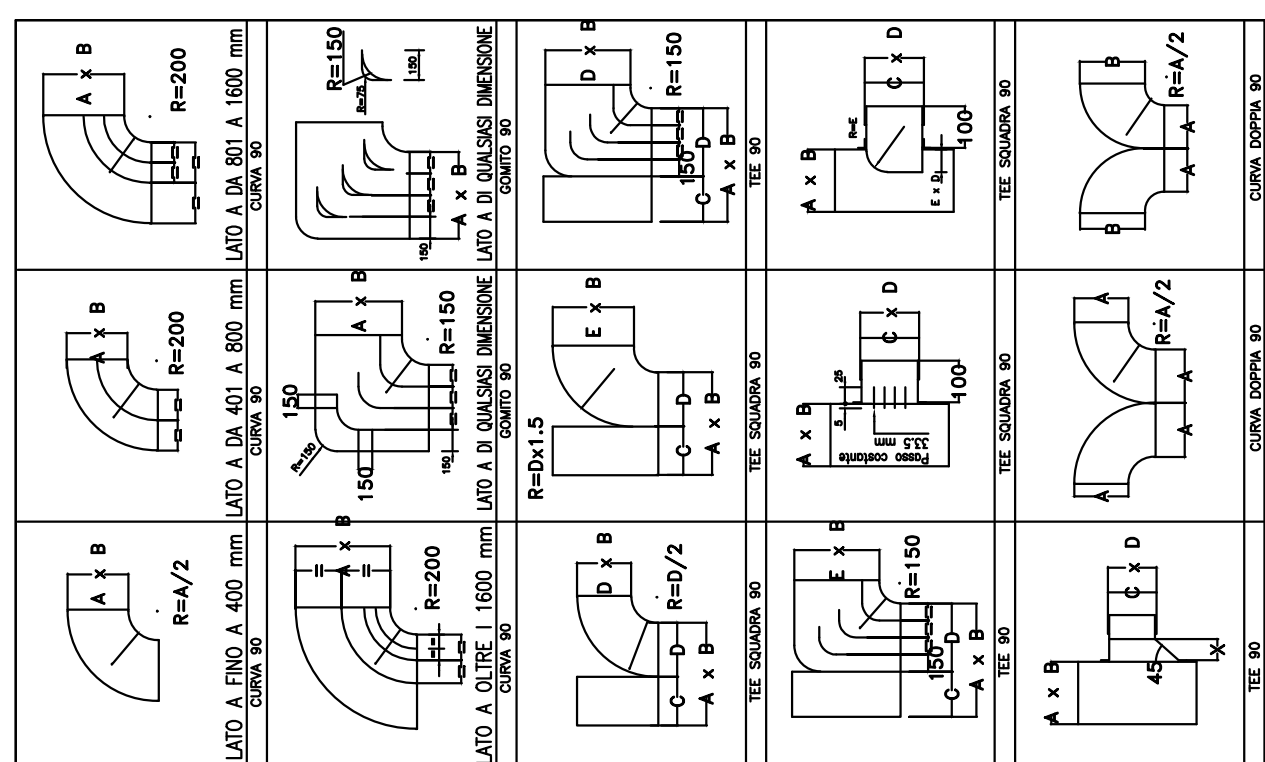 A x B
R=A/2
LATO A FINO A 400 mm
CURVA 90
A x B
R=200
LATO A DA 401 A 800 mm
CURVA 90
A x B
R=200
LATO A DA 801 A 1600 mm
CURVA 90
= A =
x B
R=200
LATO A OLTRE I 1600 mm
CURVA 90
150
R=150
150
A x B
R=150
150
LATO A DI QUALSIASI DIMENSIONE
GOMITO 90
R=150
R=75
150
A x B
150
LATO A DI QUALSIASI DIMENSIONE
GOMITO 90
D x B
R=D/2
C D
A x B
TEE SQUADRA 90
R=Dx1.5
E x B
C D
A x B
TEE SQUADRA 90
D x B
R=150
150
C D
A x B
TEE 90
E x B
R=150
150
C D
A x B
TEE 90
A x B
C x D
5
25
Passo costante
33.5 mm
100
TEE SQUADRA 90
A x B
C x D
R=E
E x D
100
TEE SQUADRA 90
A x B
C x D
45
X
TEE 90
A
A
R=A/2
A A
CURVA DOPPIA 90
B
B
R=A/2
A A
CURVA DOPPIA 90